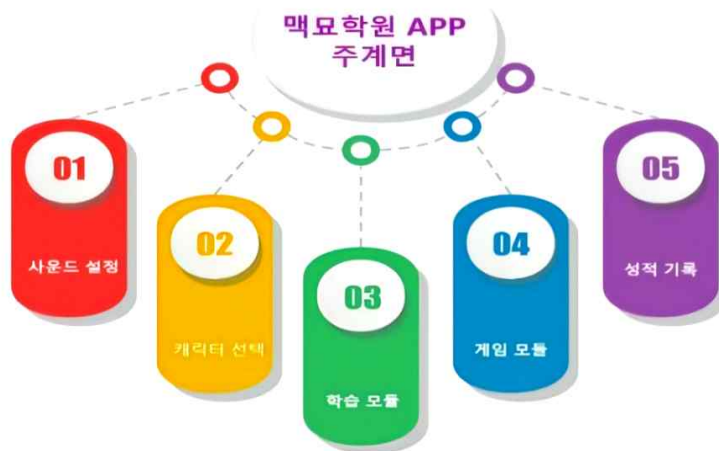 맥묘학원 APP
주계면
01
사운드 설정
02
캐릭터 선택
03
학습 모듈
04
게임 모듈
05
성적 기록